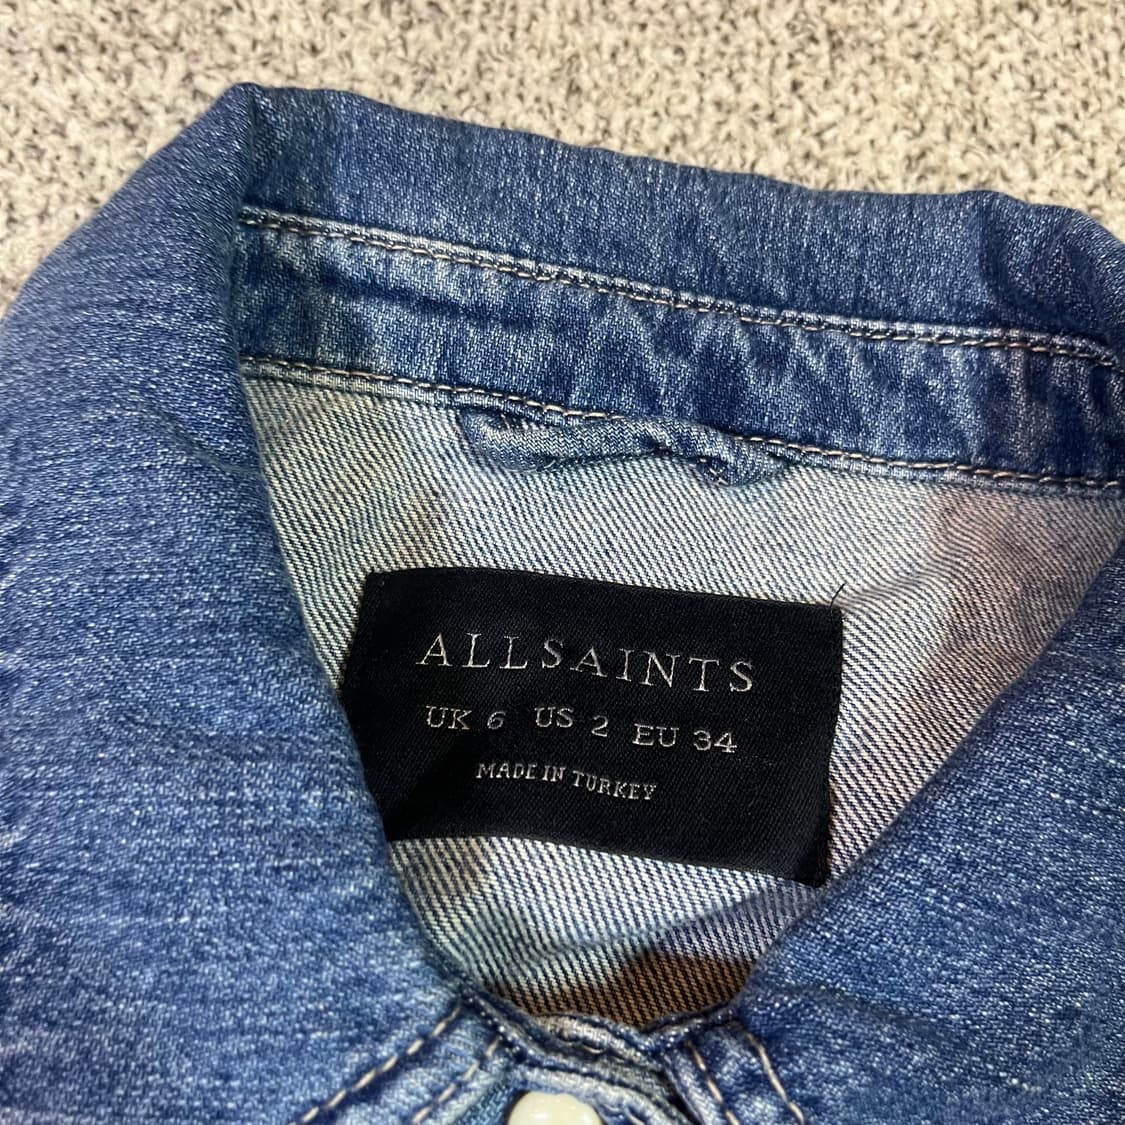 ALLSAINTS
UK 6 US 2 EU 34
MADE IN TURKEY